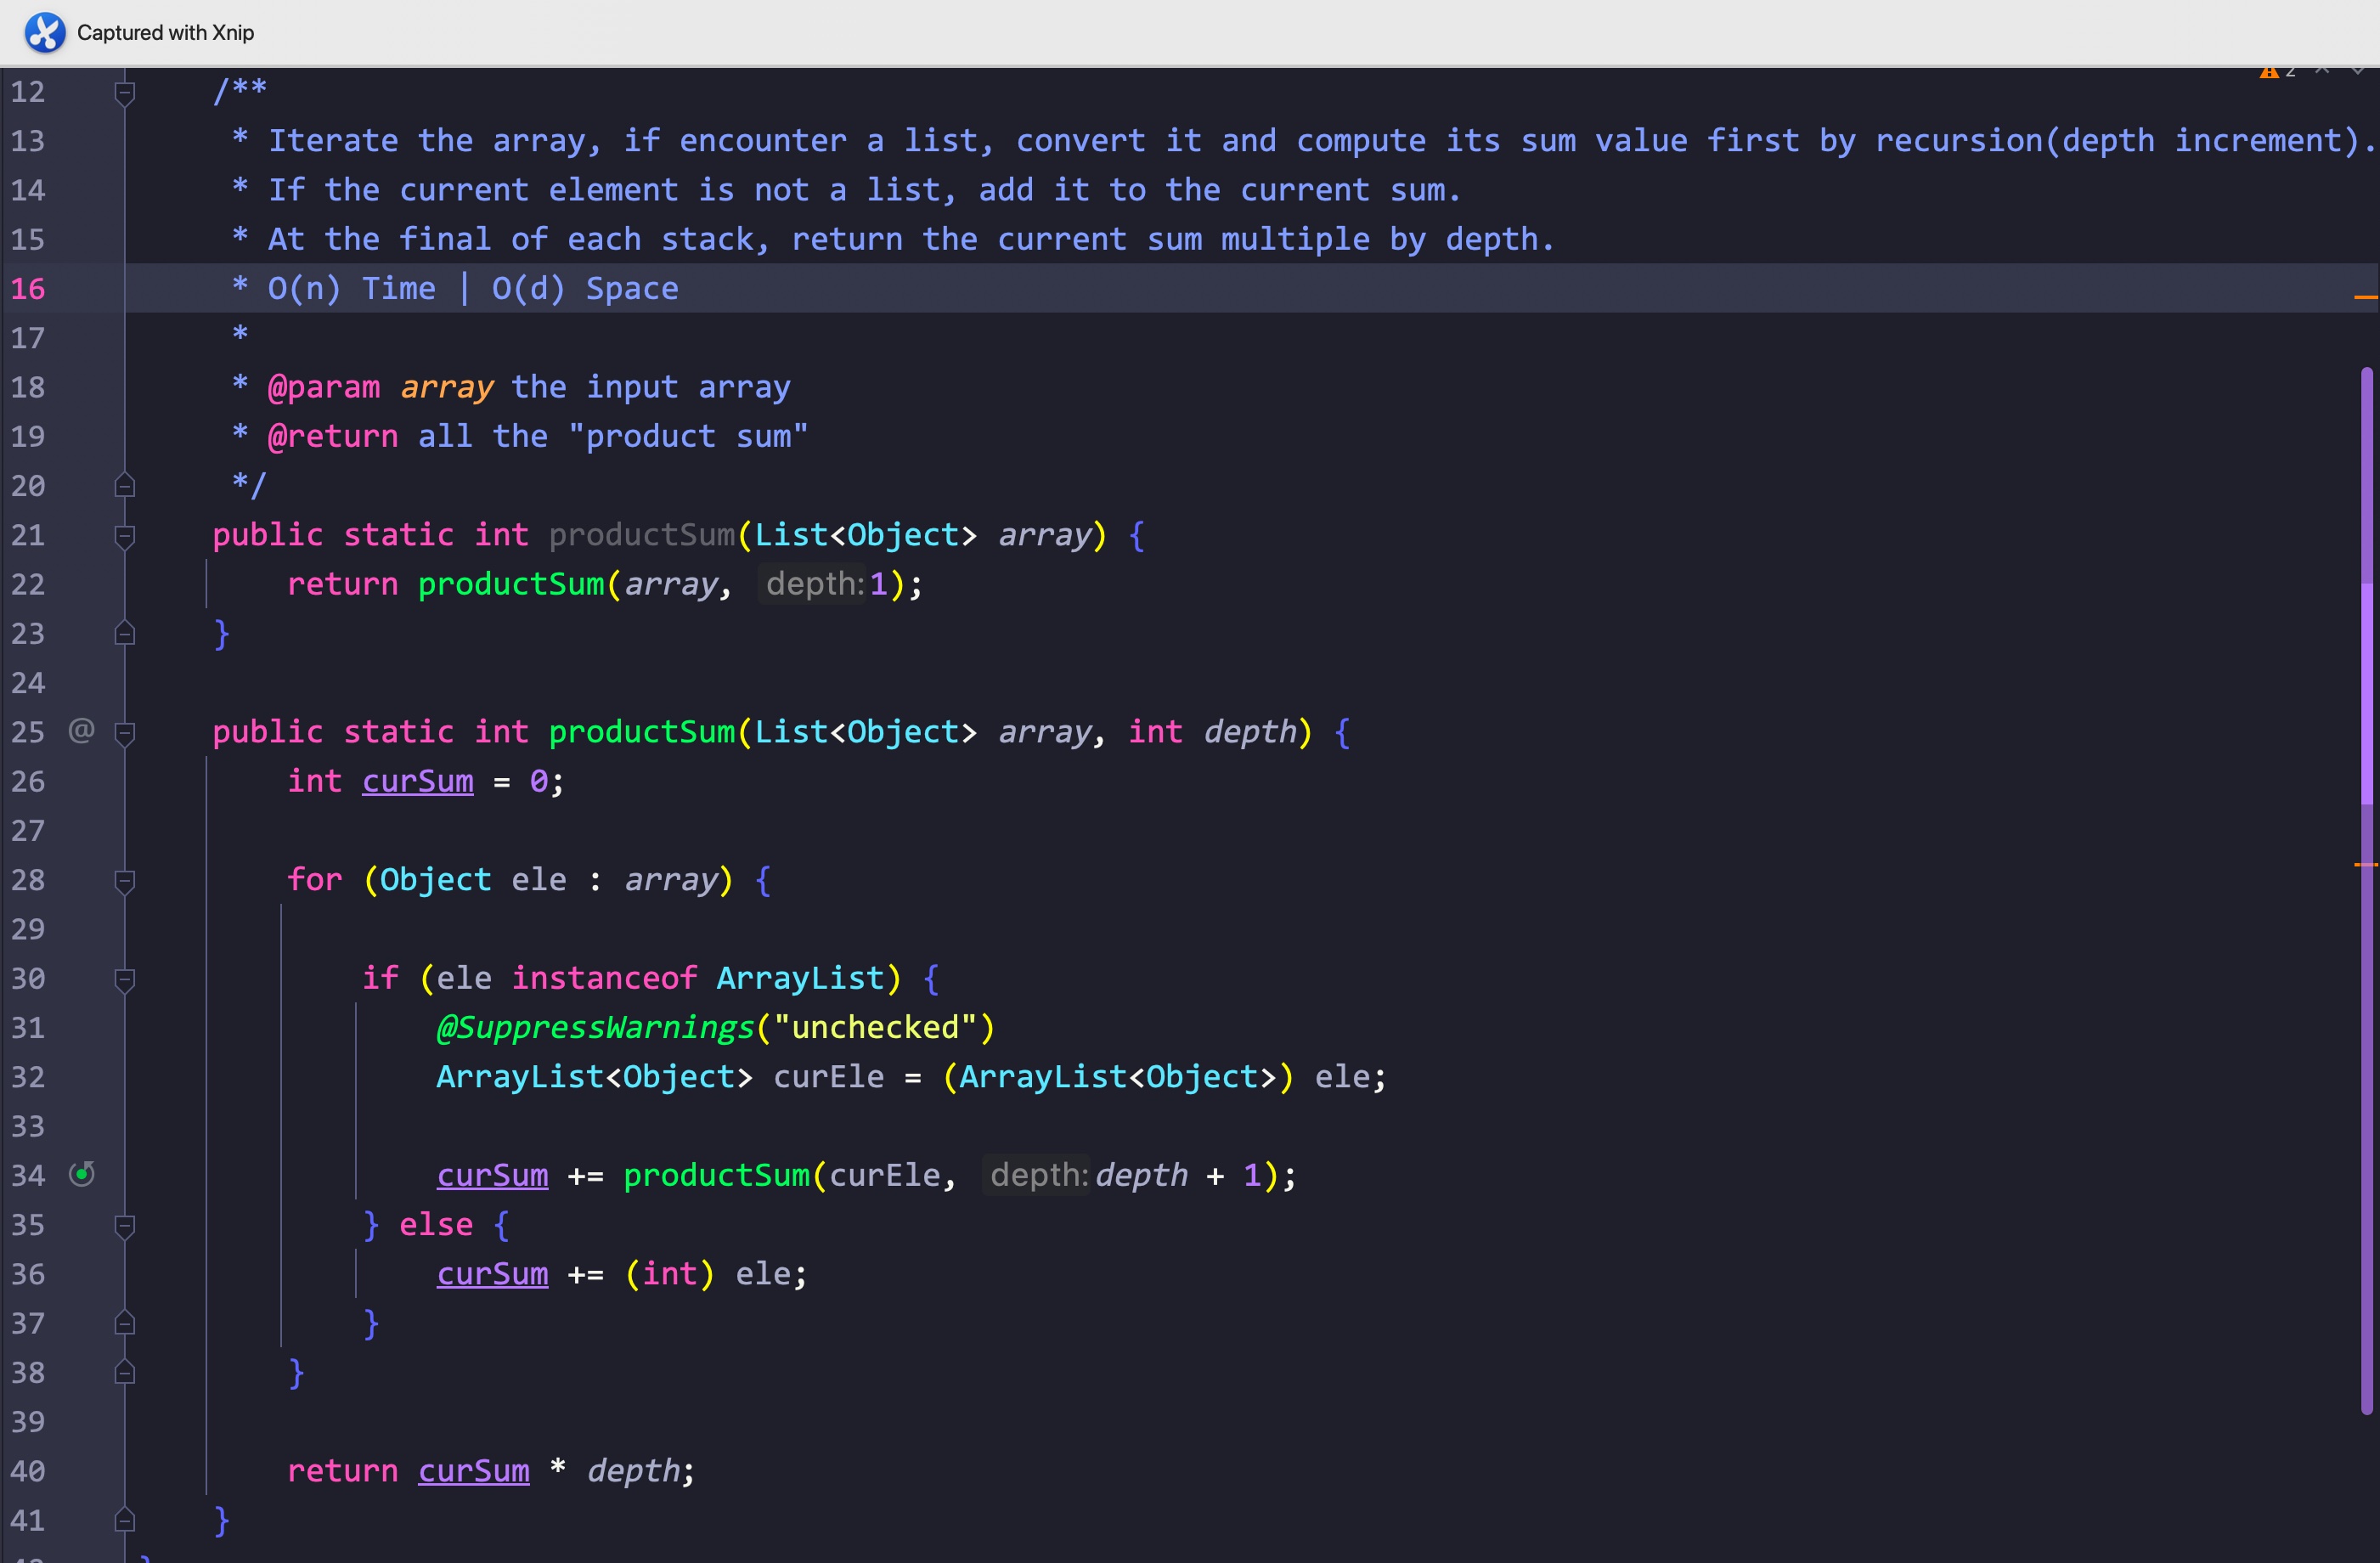 Captured with Xnip
2
12 /**
13 * Iterate the array, if encounter a list, convert it and compute its sum value first by recursion(depth increment).
14 * If the current element is not a list, add it to the current sum.
15 * At the final of each stack, return the current sum multiple by depth.
16 * O(n) Time | O(d) Space
17 *
18 * @param array the input array
19 * @return all the "product sum"
20 */
21 public static int productSum(List<Object> array) {
22 return productSum(array, depth: 1);
23 }
24
25 @ public static int productSum(List<Object> array, int depth) {
26 int curSum = 0;
27
28 for (Object ele : array) {
29
30 if (ele instanceof ArrayList) {
31 @SuppressWarnings("unchecked")
32 ArrayList<Object> curEle = (ArrayList<Object>) ele;
33
34 curSum += productSum(curEle, depth: depth + 1);
35 } else {
36 curSum += (int) ele;
37 }
38 }
39
40 return curSum * depth;
41 }
}